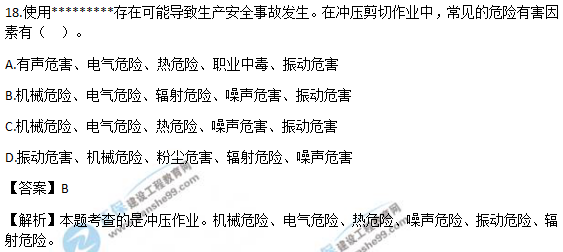 18.使用*********存在可能导致生产安全事故发生。在冲压剪切作业中，常见的危险有害因
素有（　）。
A.有声危害、电气危险、热危险、职业中毒、振动危害
B.机械危险、电气危险、辐射危险、噪声危害、振动危害
C.机械危险、电气危险、热危险、噪声危害、振动危害
D.振动危害、机械危险、粉尘危害、辐射危险、噪声危害
【答案】B
【解析】本题考查的是冲压作业。机械危险、电气危险、热危险、噪声危险、振动危险、辐
射危险。
建设工程教育网